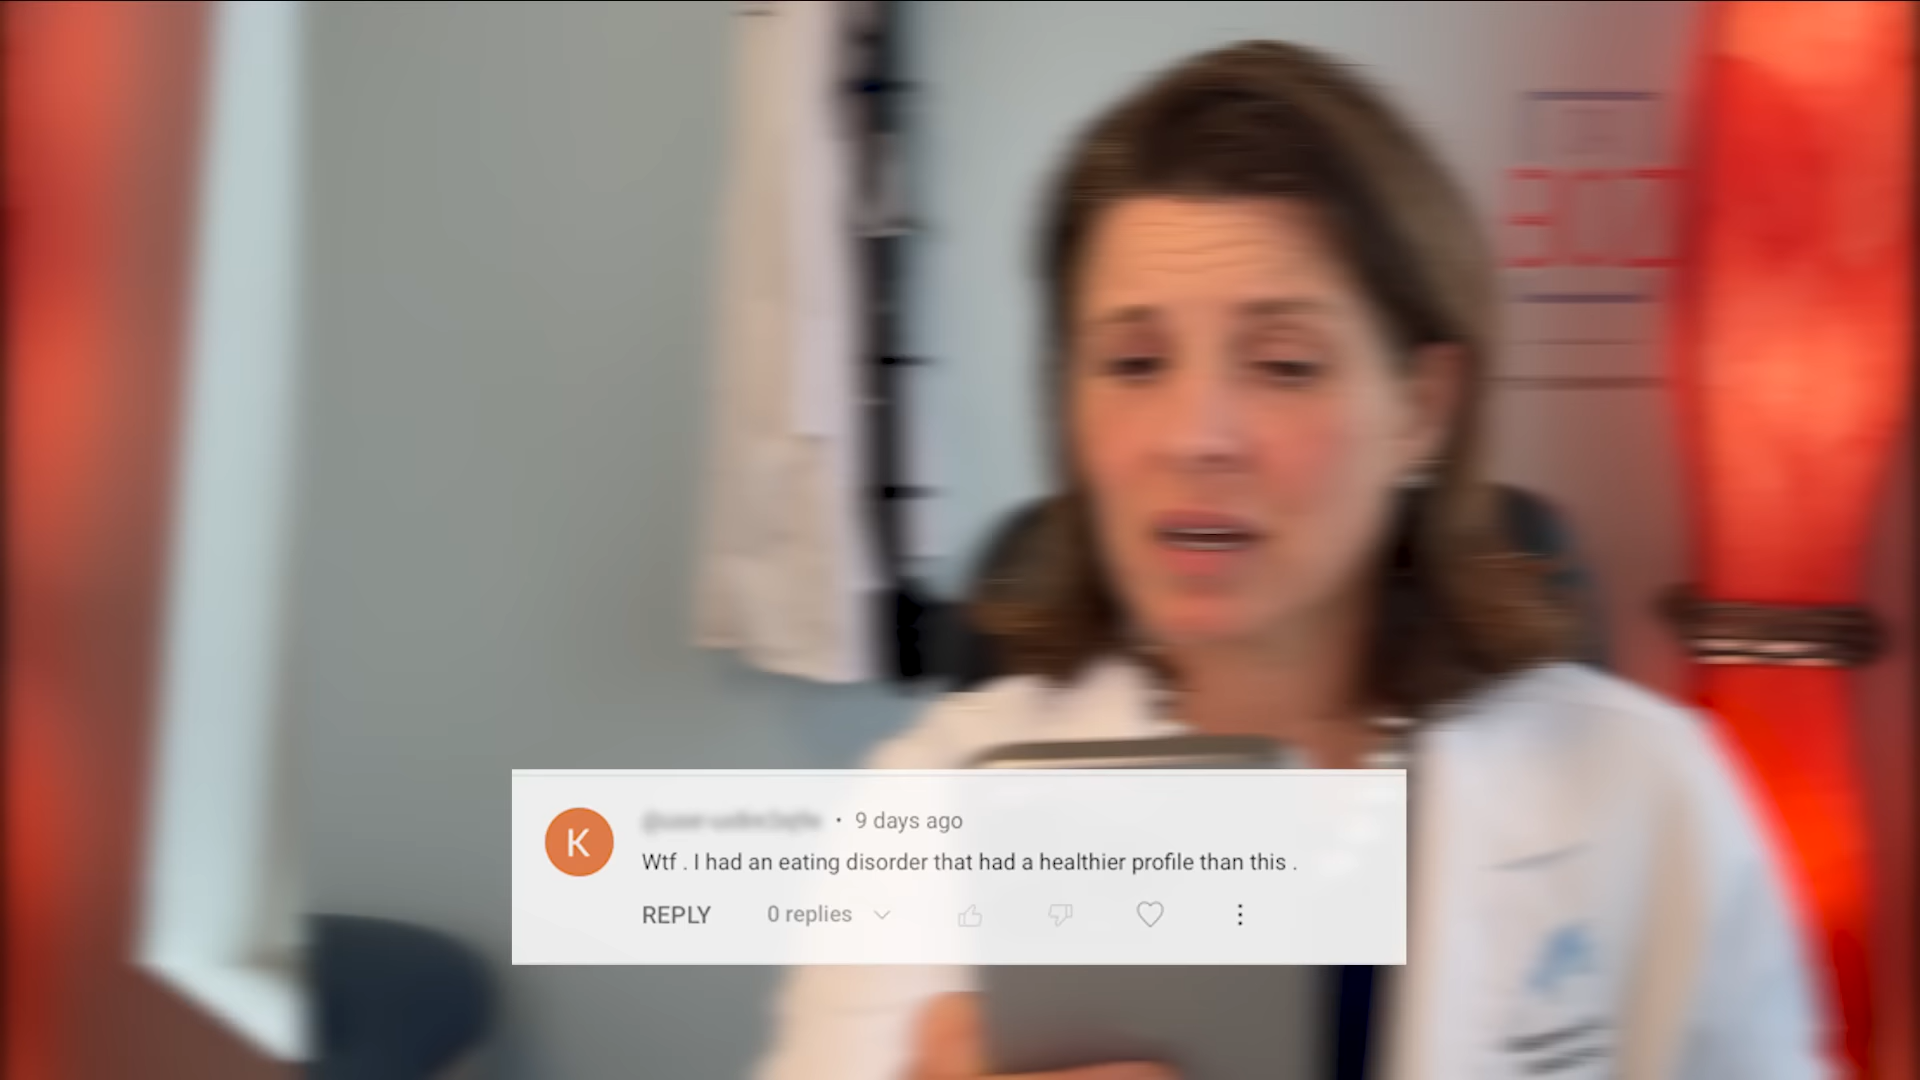 K
• 9 days ago
Wtf . I had an eating disorder that had a healthier profile than this .
REPLY 0 replies